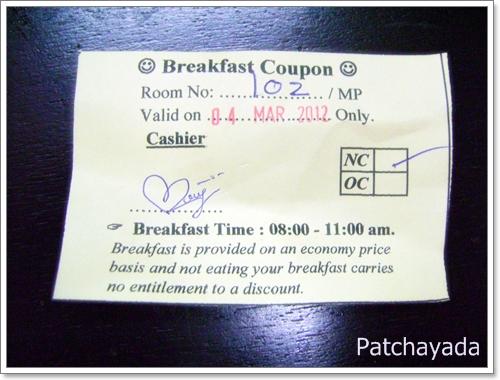 ☺ Breakfast Coupon ☺
Room No: ....102.... / MP
Valid on 04 MAR 2012 Only.
Cashier
NC
OC
☞ Breakfast Time : 08:00 - 11:00 am.
Breakfast is provided on an economy price
basis and not eating your breakfast carries
no entitlement to a discount.
Patchayada